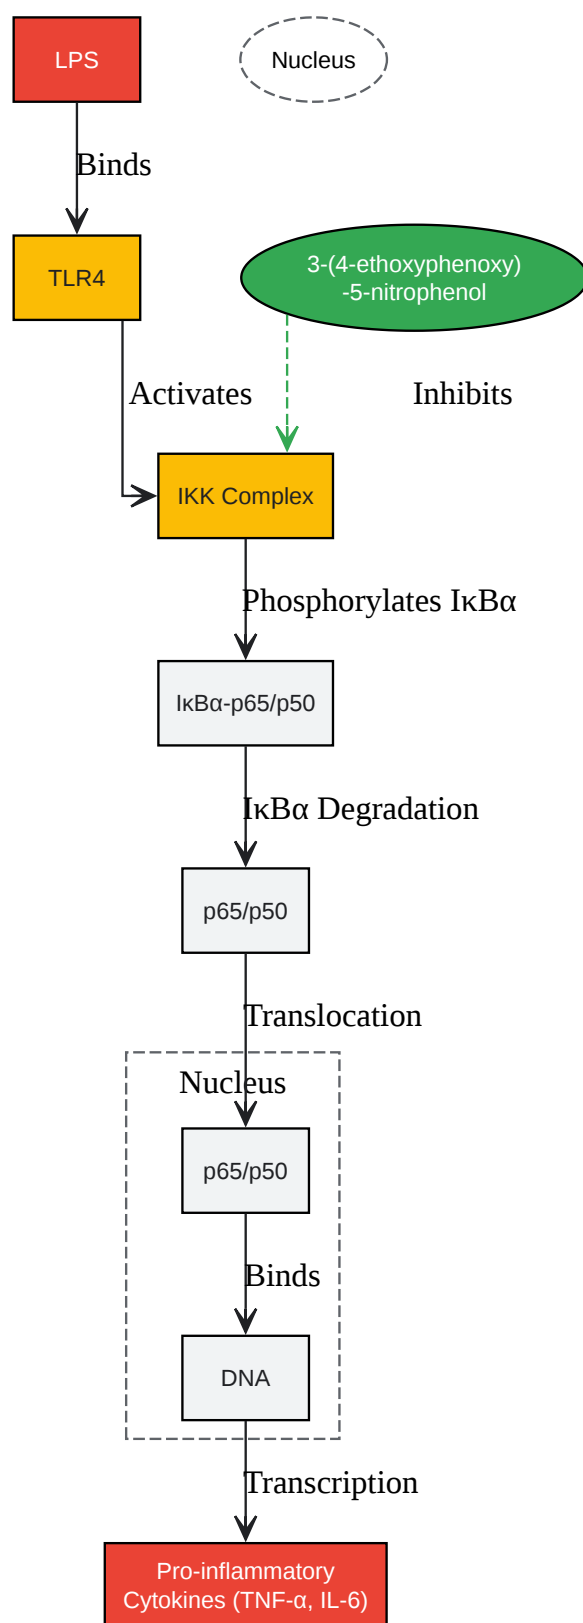 LPS
Nucleus
Binds
TLR4
3-(4-ethoxyphenoxy)
-5-nitrophenol
Activates
Inhibits
IKK Complex
Phosphorylates IκBα
IκBα-p65/p50
IκBα Degradation
p65/p50
Translocation
Nucleus
p65/p50
Binds
DNA
Transcription
Pro-inflammatory
Cytokines (TNF-α, IL-6)